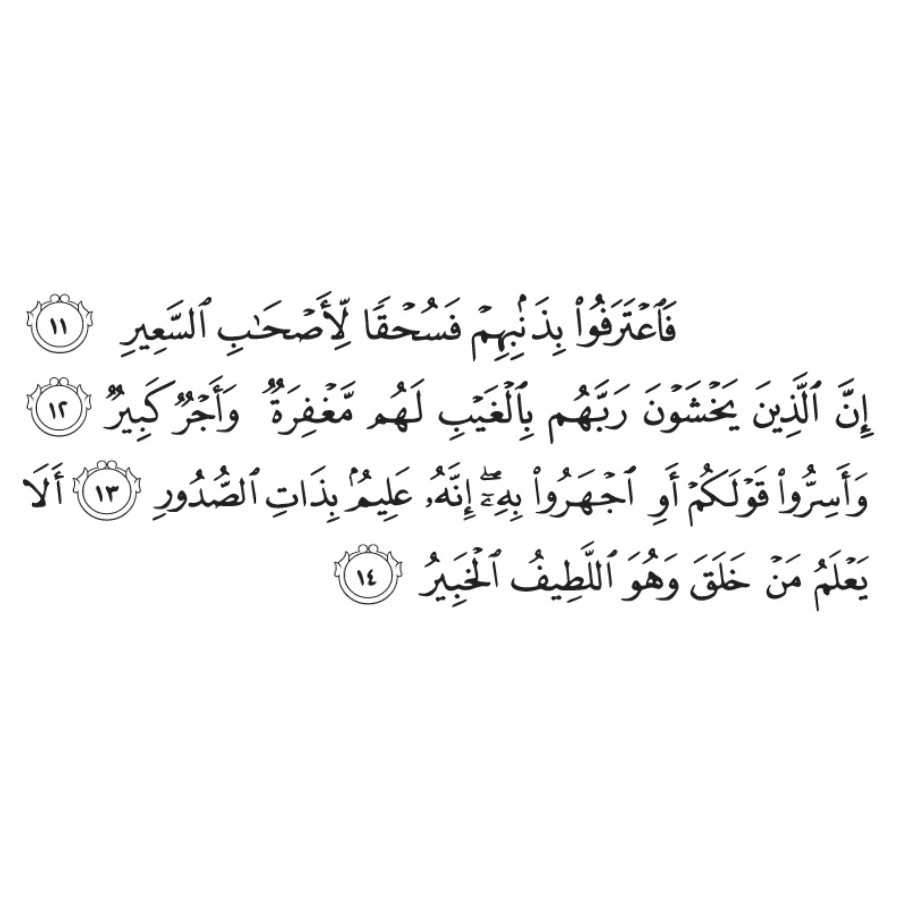 فَٱعۡتَرَفُواْ بِذَنۢبِهِمۡ فَسُحۡقٗا لِّأَصۡحَٰبِ ٱلسَّعِيرِ ١١
إِنَّ ٱلَّذِينَ يَخۡشَوۡنَ رَبَّهُم بِٱلۡغَيۡبِ لَهُم مَّغۡفِرَةٞ وَأَجۡرٞ كَبِيرٞ ١٢
وَأَسِرُّواْ قَوۡلَكُمۡ أَوِ ٱجۡهَرُواْ بِهِۦٓۖ إِنَّهُۥ عَلِيمُۢ بِذَاتِ ٱلصُّدُورِ ١٣ أَلَا
يَعۡلَمُ مَنۡ خَلَقَ وَهُوَ ٱللَّطِيفُ ٱلۡخَبِيرُ ١٤